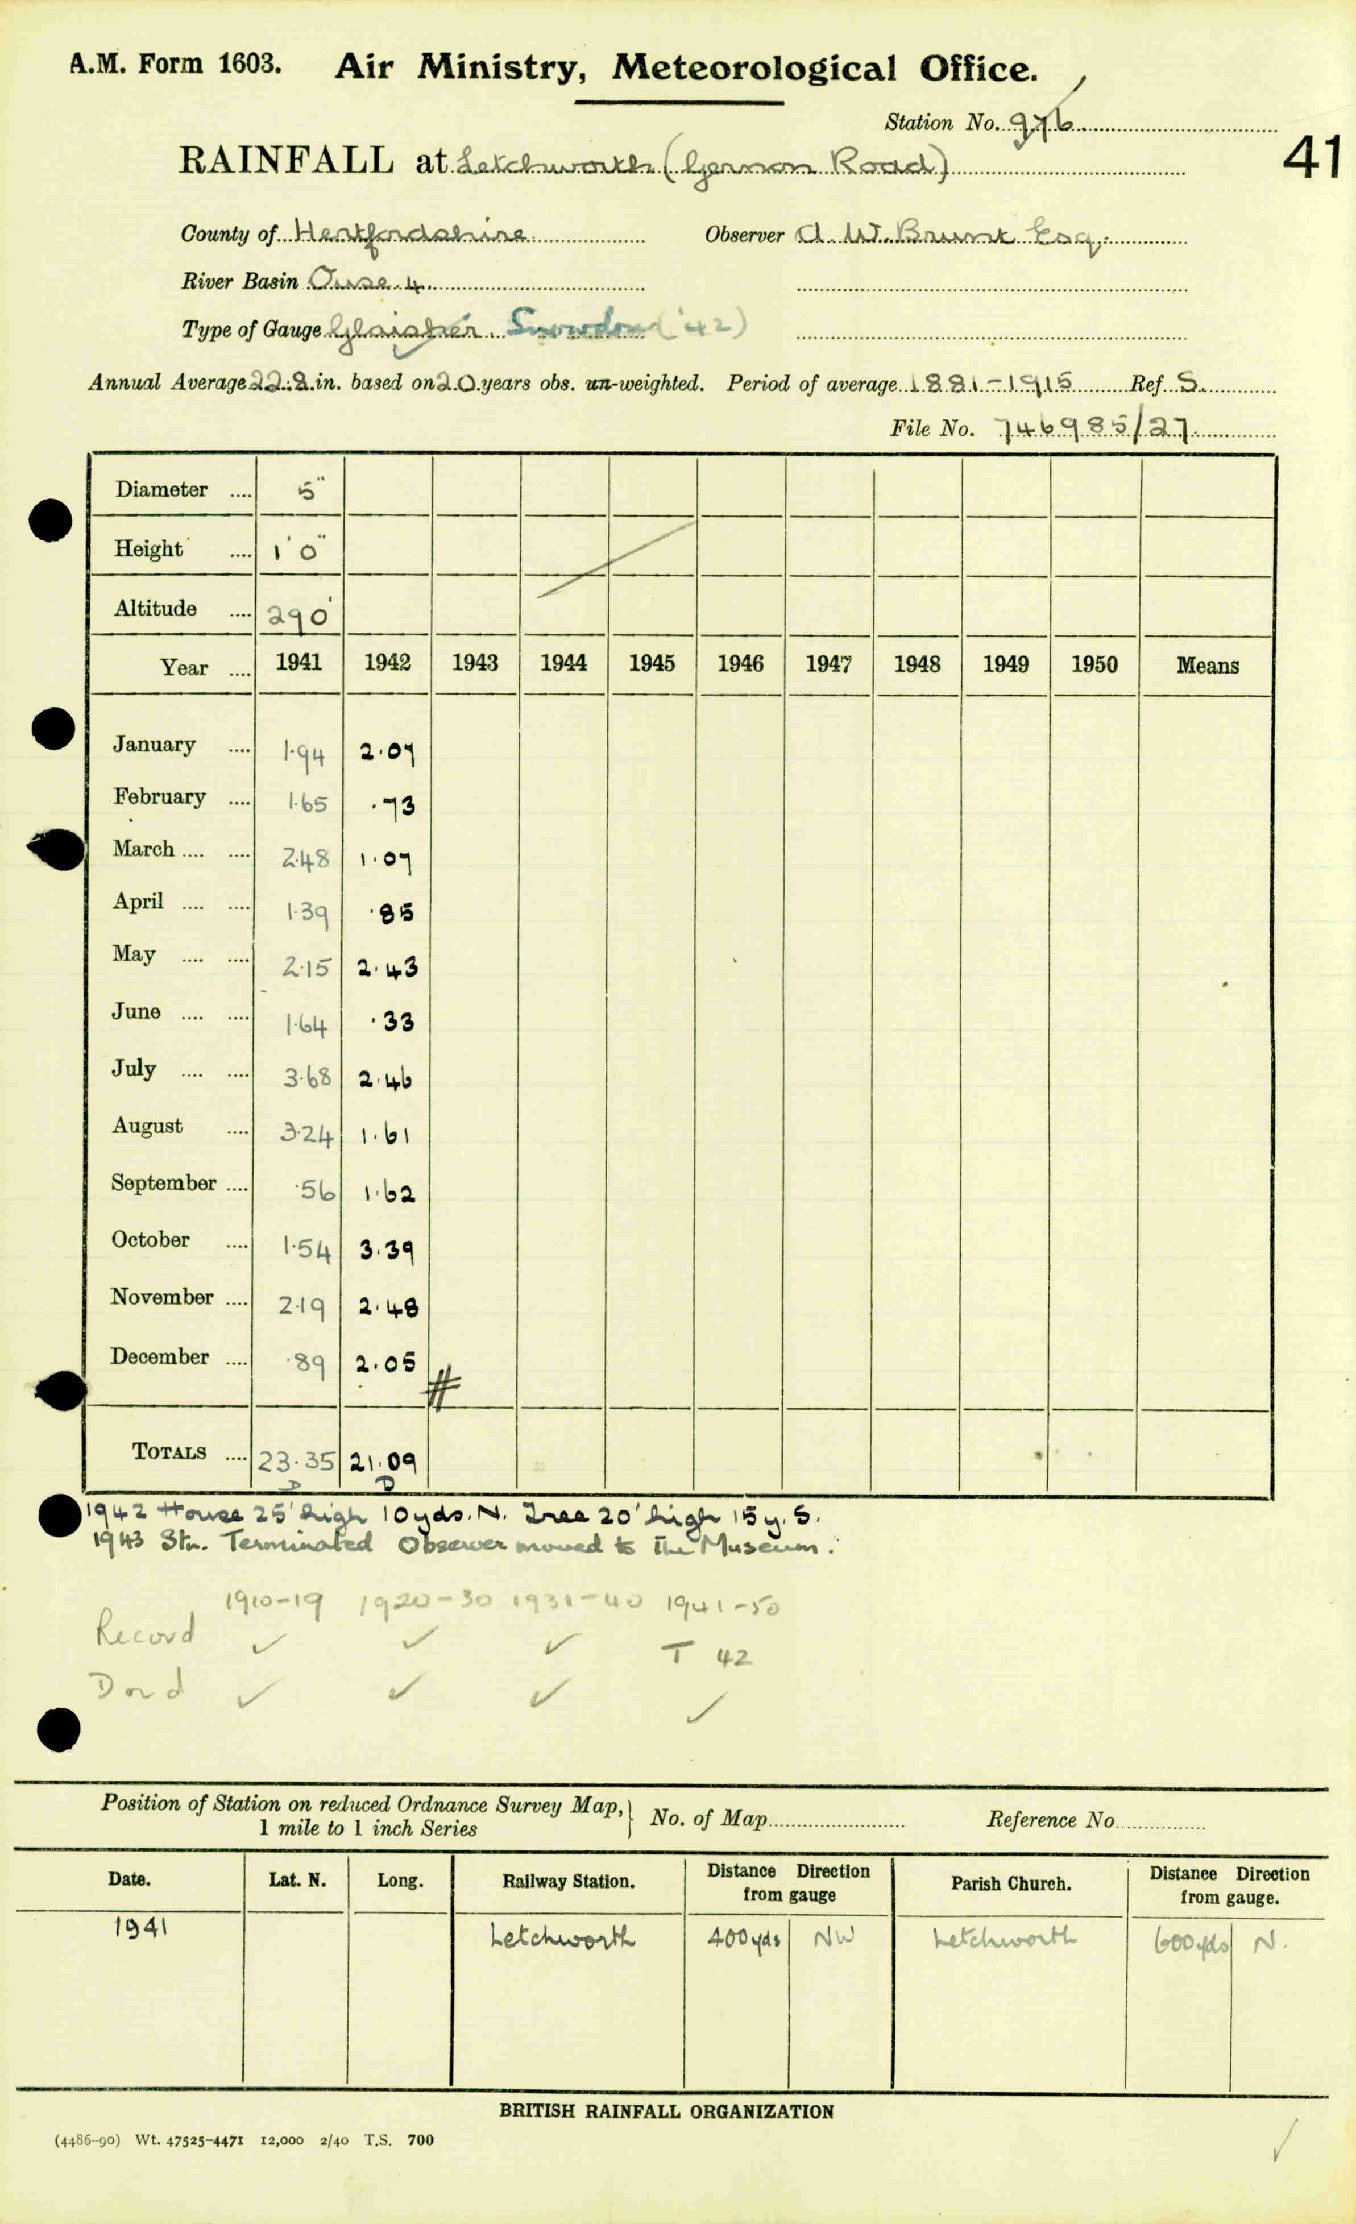 A.M. Form 1603. Air Ministry, Meteorological Office.
Station No. 976
RAINFALL at Letchworth (Gernon Road)
41
County of Hertfordshire Observer A. W. Brunt Esq.
River Basin Ouse 4.
Type of Gauge Glaisher. Snowdon ('42)
Annual Average 22.8 in. based on 20 years obs. un-weighted. Period of average 1881-1915 Ref. S.
File No. 746985/27
Diameter .... 5"
Height .... 1'0"
Altitude .... 290'
Year .... 1941 1942 1943 1944 1945 1946 1947 1948 1949 1950 Means
January .... 1.94 2.07
February .... 1.65 .73
March .... .... 2.48 1.07
April .... .... 1.39 .85
May .... .... 2.15 2.43
June .... .... 1.64 .33
July .... .... 3.68 2.46
August .... 3.24 1.61
September .... .56 1.62
October .... 1.54 3.39
November .... 2.19 2.48
December .... .89 2.05
#
TOTALS .... 23.35 21.09
D D
1942 House 25' high 10 yds. N. Tree 20' high 15 y. S.
1943 Stn. Terminated Observer moved to The Museum.
1910-19 1920-30 1931-40 1941-50
Record ✓ ✓ ✓ T 42
D ✓ ✓ ✓ ✓
Position of Station on reduced Ordnance Survey Map, 1 mile to 1 inch Series } No. of Map Reference No.
Date. Lat. N. Long. Railway Station. Distance Direction from gauge Parish Church. Distance Direction from gauge.
1941 Letchworth 400 yds NW Letchworth 600 yds N.
BRITISH RAINFALL ORGANIZATION
(4486-90) Wt. 47525-4471 12,000 2/40 T.S. 700